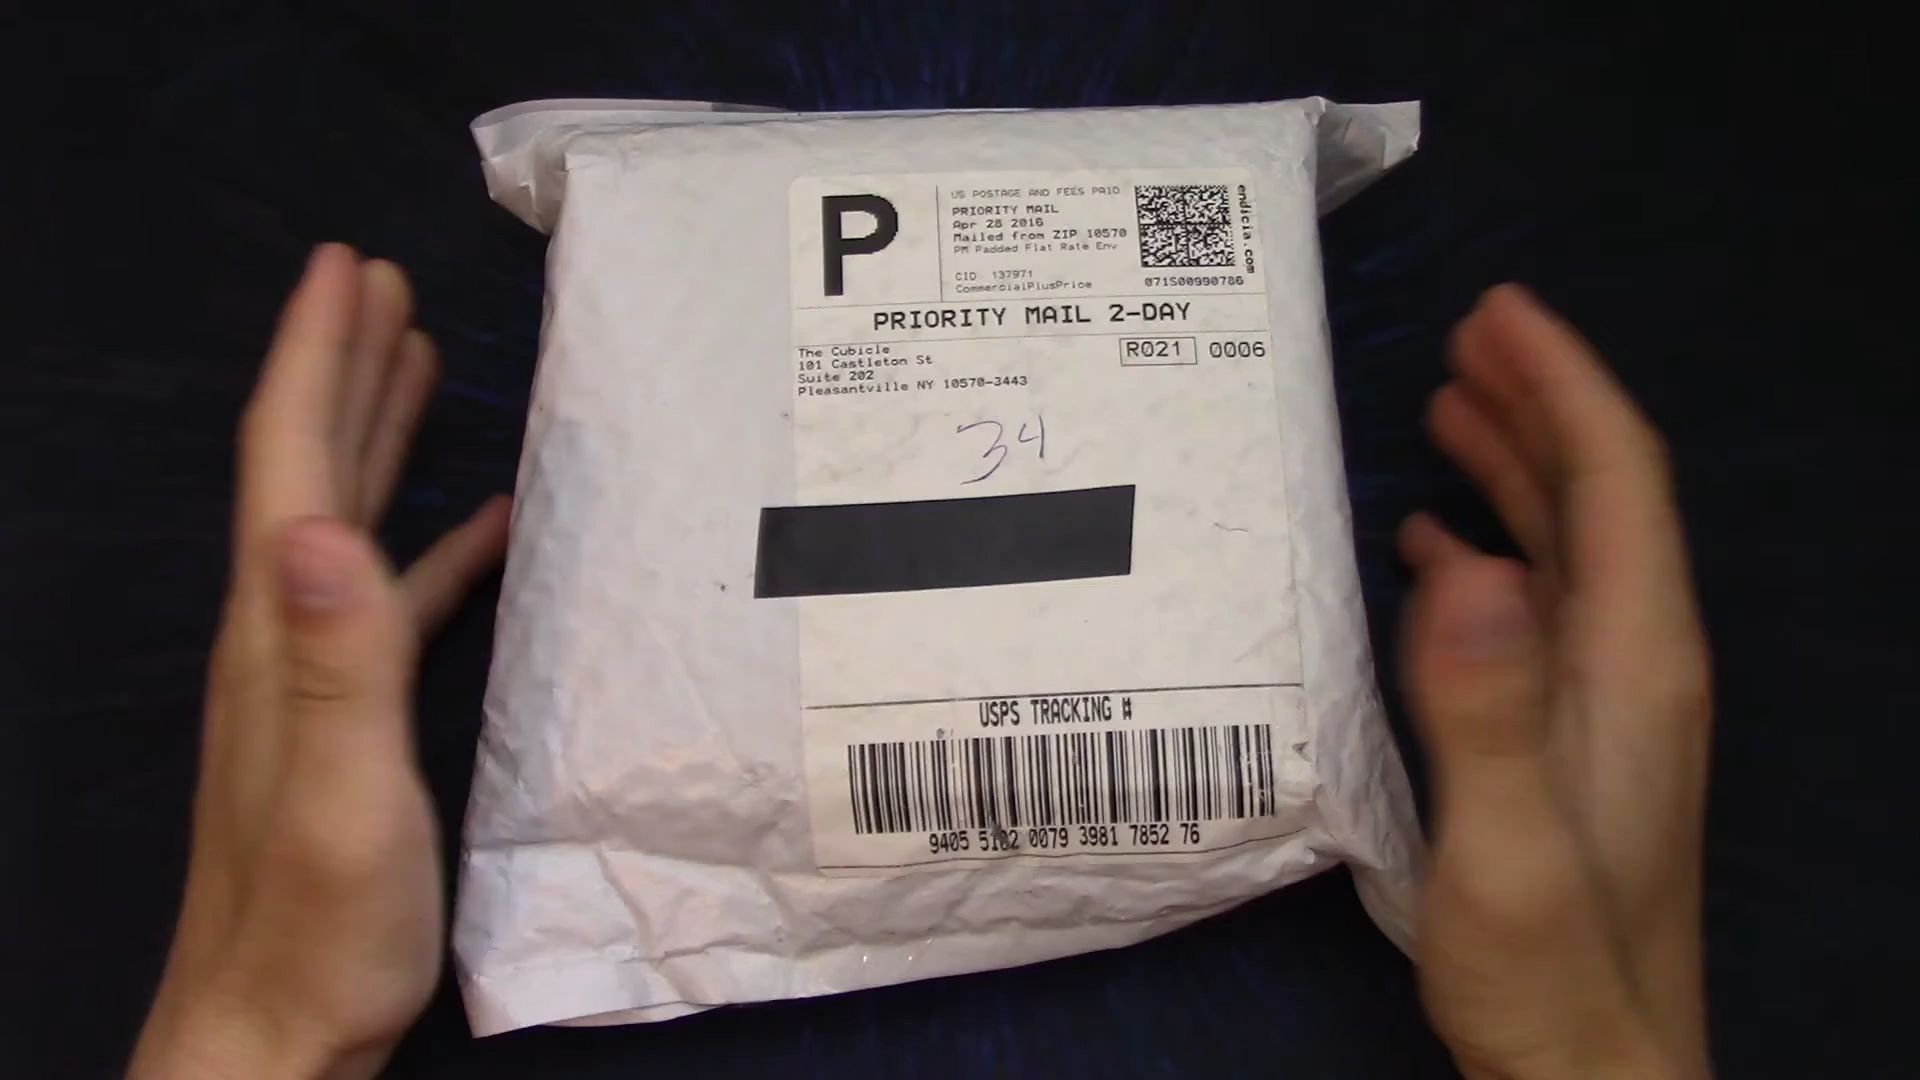 P
US POSTAGE AND FEES PAID
PRIORITY MAIL
Apr 28 2016
Mailed from ZIP 10570
PM Padded Flat Rate Env
CID 137971
CommercialPlusPrice
endicia.com
071S00990786
PRIORITY MAIL 2-DAY
The Cubicle
101 Castleton St
Suite 202
Pleasantville NY 10570-3443
R021 0006
34
USPS TRACKING #
9405 5102 0079 3981 7852 76